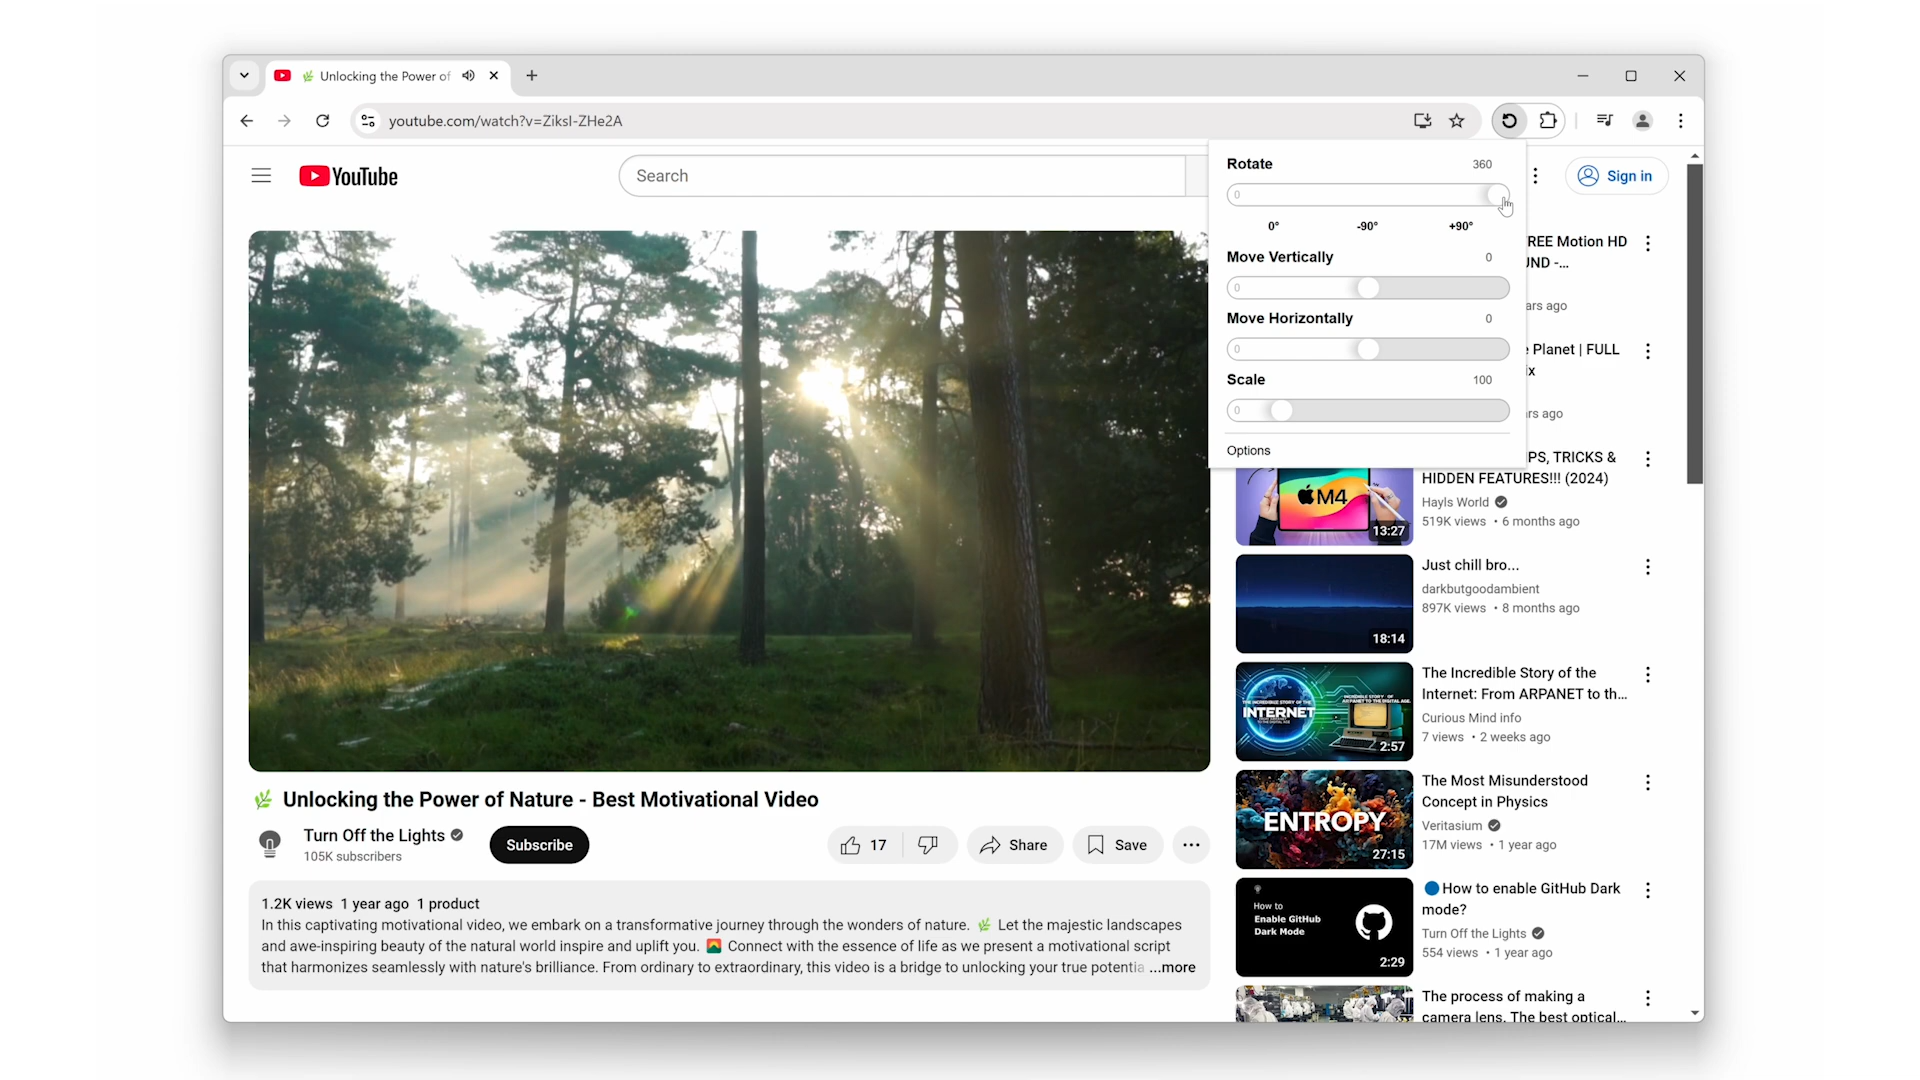 Unlocking the Power of
youtube.com/watch?v=ZiksI-ZHe2A
YouTube
Search
Sign in
Rotate 360
0
0° -90° +90°
Move Vertically 0
0
Move Horizontally 0
0
Scale 100
0
Options
REE Motion HD
UND -...
ars ago
e Planet | FULL
ix
rs ago
PS, TRICKS &
HIDDEN FEATURES!!! (2024)
Hayls World
519K views • 6 months ago
M4
13:27
Just chill bro...
darkbutgoodambient
897K views • 8 months ago
18:14
The Incredible Story of the
Internet: From ARPANET to th...
Curious Mind info
7 views • 2 weeks ago
INTERNET
2:57
The Most Misunderstood
Concept in Physics
Veritasium
17M views • 1 year ago
ENTROPY
27:15
How to enable GitHub Dark
mode?
Turn Off the Lights
554 views • 1 year ago
How to
Enable GitHub
Dark Mode
2:29
The process of making a
camera lens. The best optical...
Unlocking the Power of Nature - Best Motivational Video
Turn Off the Lights
105K subscribers
Subscribe
17
Share
Save
1.2K views 1 year ago 1 product
In this captivating motivational video, we embark on a transformative journey through the wonders of nature. 🌿 Let the majestic landscapes
and awe-inspiring beauty of the natural world inspire and uplift you. 🌄 Connect with the essence of life as we present a motivational script
that harmonizes seamlessly with nature's brilliance. From ordinary to extraordinary, this video is a bridge to unlocking your true potentia ...more